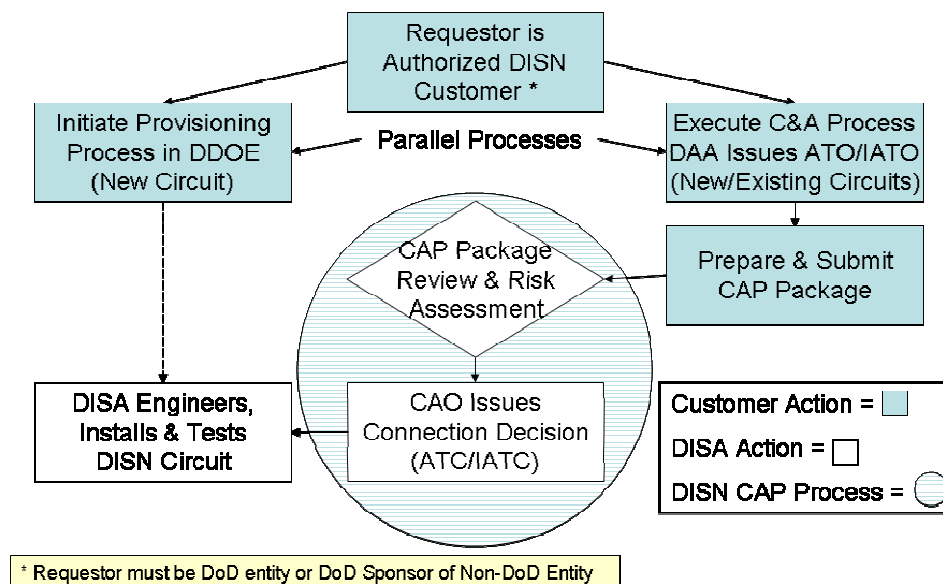 Requestor is
Authorized DISN
Customer *
Initiate Provisioning
Process in DDOE
(New Circuit)
Parallel Processes
Execute C&A Process
DAA Issues ATO/IATO
(New/Existing Circuits)
CAP Package
Review & Risk
Assessment
Prepare & Submit
CAP Package
DISA Engineers,
Installs & Tests
DISN Circuit
CAO Issues
Connection Decision
(ATC/IATC)
Customer Action =
DISA Action =
DISN CAP Process =
* Requestor must be DoD entity or DoD Sponsor of Non-DoD Entity